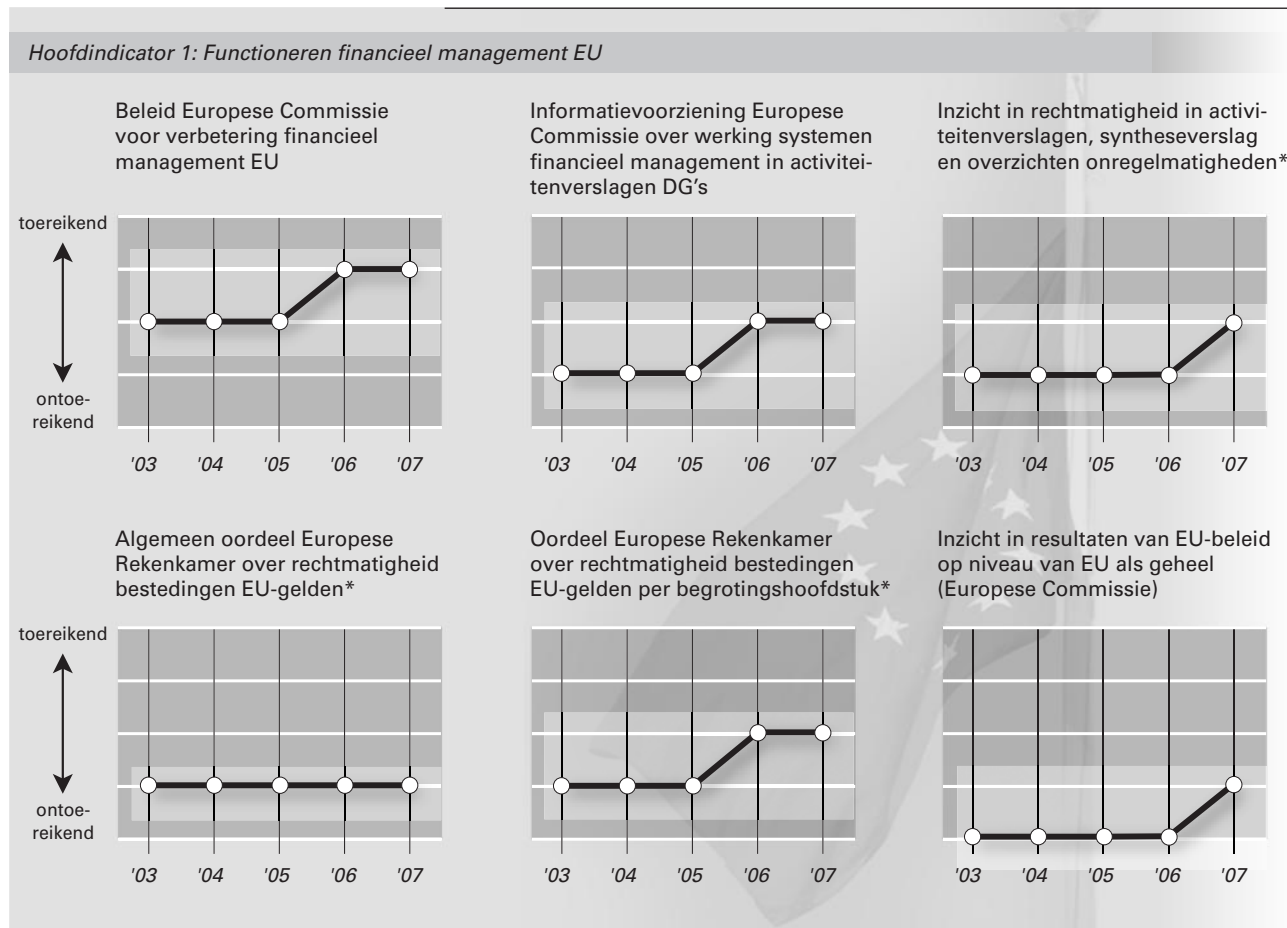 Hoofdindicator 1: Functioneren financieel management EU
Beleid Europese Commissie
voor verbetering financieel
management EU
Informatievoorziening Europese
Commissie over werking systemen
financieel management in activitei-
tenverslagen DG's
Inzicht in rechtmatigheid in activi-
teitenverslagen, syntheseverslag
en overzichten onregelmatigheden*
toereikend
ontoe-
reikend
'03 '04 '05 '06 '07
'03 '04 '05 '06 '07
'03 '04 '05 '06 '07
Algemeen oordeel Europese
Rekenkamer over rechtmatigheid
bestedingen EU-gelden*
Oordeel Europese Rekenkamer
over rechtmatigheid bestedingen
EU-gelden per begrotingshoofdstuk*
Inzicht in resultaten van EU-beleid
op niveau van EU als geheel
(Europese Commissie)
toereikend
ontoe-
reikend
'03 '04 '05 '06 '07
'03 '04 '05 '06 '07
'03 '04 '05 '06 '07